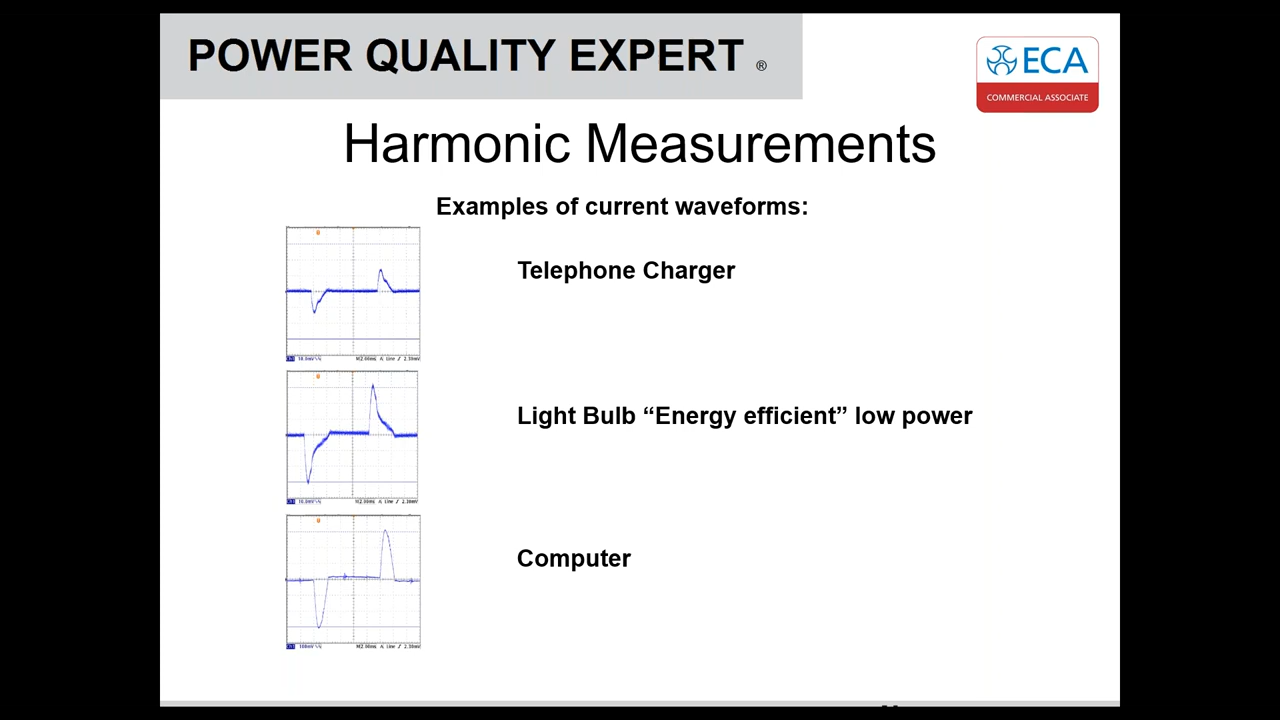 POWER QUALITY EXPERT ®
ECA
COMMERCIAL ASSOCIATE
Harmonic Measurements
Examples of current waveforms:
Telephone Charger
Light Bulb “Energy efficient” low power
Computer